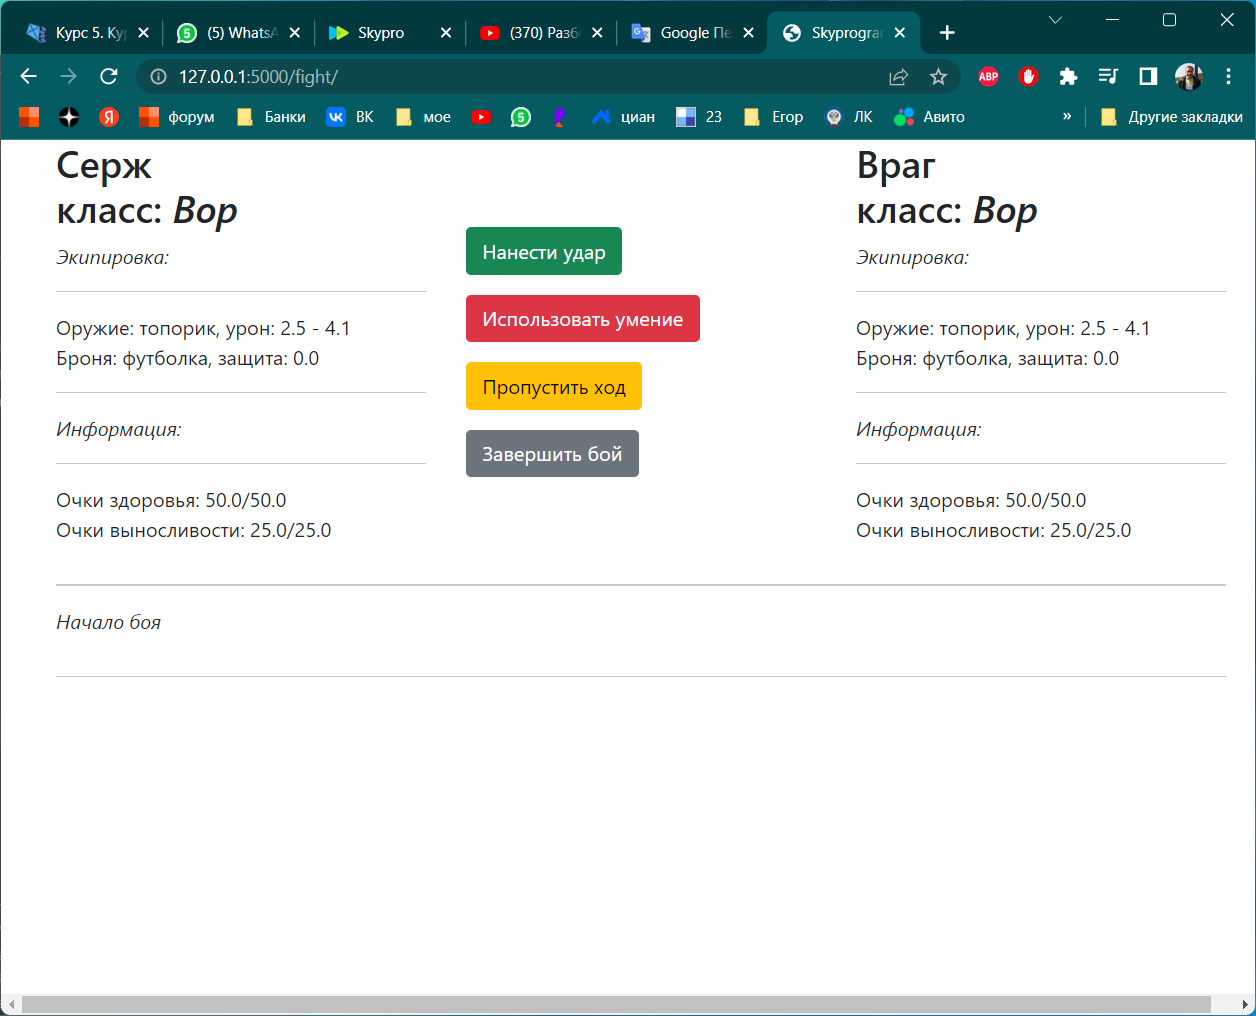 Курс 5. Ку
(5) WhatsA
Skypro
(370) Разб
Google Пе
Skyprogra
127.0.0.1:5000/fight/
ABP
Я
форум
Банки
ВК
мое
5
циан
23
Егор
ЛК
Авито
»
Другие закладки
Серж
класс: Вор
Экипировка:
Оружие: топорик, урон: 2.5 - 4.1
Броня: футболка, защита: 0.0
Информация:
Очки здоровья: 50.0/50.0
Очки выносливости: 25.0/25.0
Нанести удар
Использовать умение
Пропустить ход
Завершить бой
Враг
класс: Вор
Экипировка:
Оружие: топорик, урон: 2.5 - 4.1
Броня: футболка, защита: 0.0
Информация:
Очки здоровья: 50.0/50.0
Очки выносливости: 25.0/25.0
Начало боя